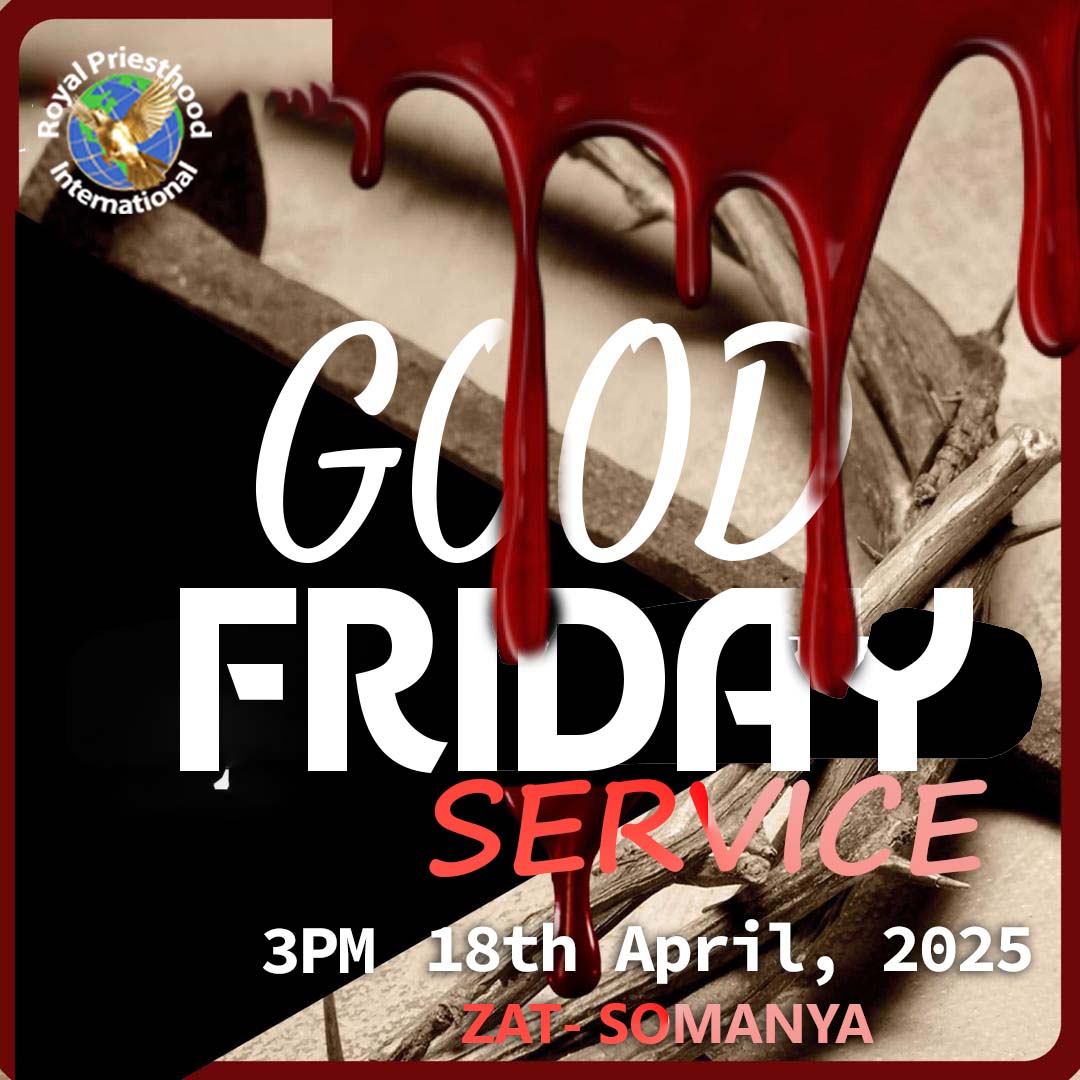 Royal Priesthood
International
GOOD
FRIDAY
SERVICE
3PM 18th April, 2025
ZAT- SOMANYA